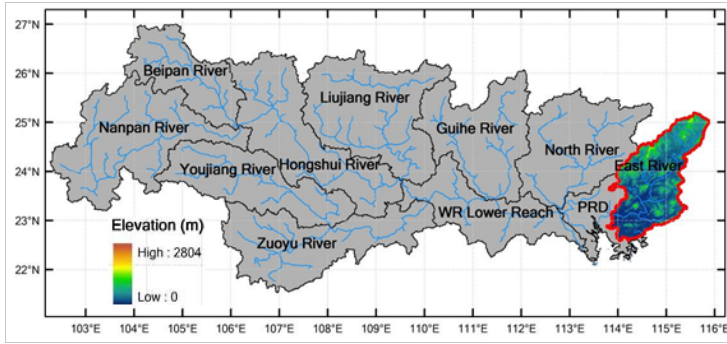 27°N
26°N
25°N
24°N
23°N
22°N
Beipan River
Liujiang River
Nanpan River
Guihe River
North River
Youjiang River
Hongshui River
East River
Zuoyu River
WR Lower Reach
PRD
Elevation (m)
High : 2804
Low : 0
103°E 104°E 105°E 106°E 107°E 108°E 109°E 110°E 111°E 112°E 113°E 114°E 115°E 116°E